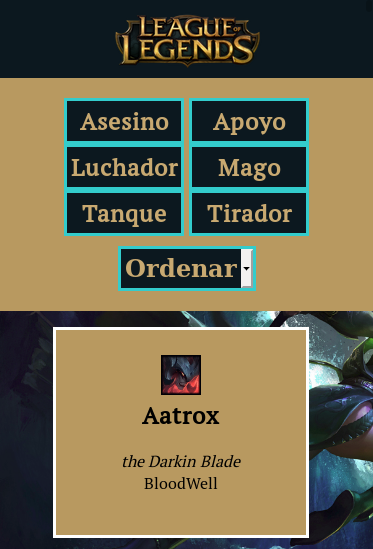 LEAGUE OF
LEGENDS
Asesino
Apoyo
Luchador
Mago
Tanque
Tirador
Ordenar
Aatrox
the Darkin Blade
BloodWell